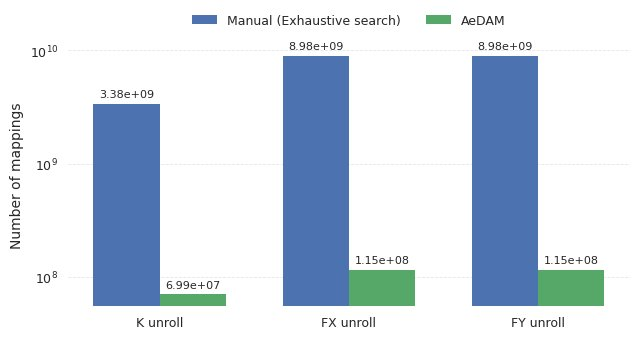 Manual (Exhaustive search)
AeDAM
Number of mappings
10^10
10^9
10^8
3.38e+09
6.99e+07
8.98e+09
1.15e+08
8.98e+09
1.15e+08
K unroll
FX unroll
FY unroll